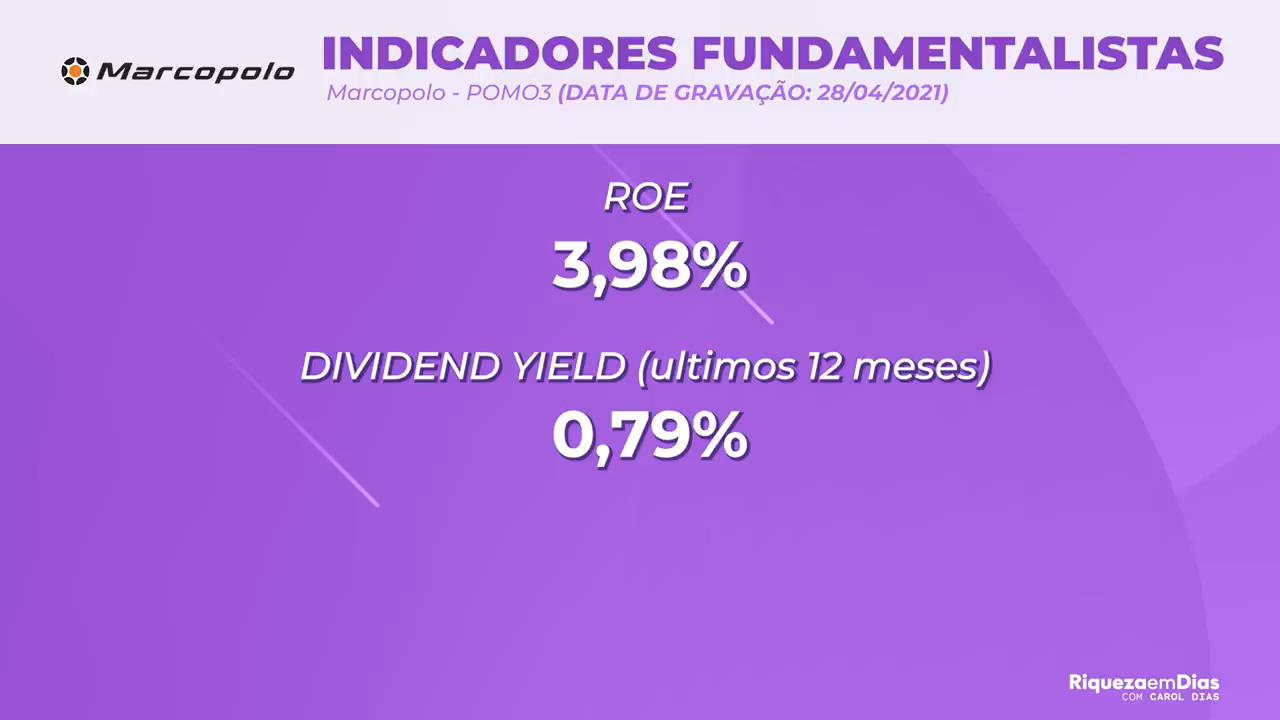 Marcopolo
INDICADORES FUNDAMENTALISTAS
Marcopolo - POMO3 (DATA DE GRAVAÇÃO: 28/04/2021)
ROE
3,98%
DIVIDEND YIELD (ultimos 12 meses)
0,79%
RiquezaemDias
COM CAROL DIAS